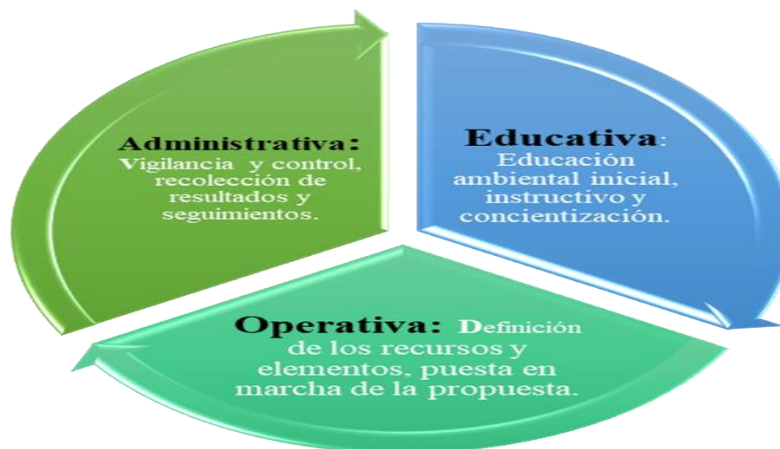 Administrativa:
Vigilancia y control,
recolección de
resultados y
seguimientos.
Educativa:
Educación
ambiental inicial,
instructivo y
concientización.
Operativa: Definición
de los recursos y
elementos, puesta en
marcha de la propuesta.